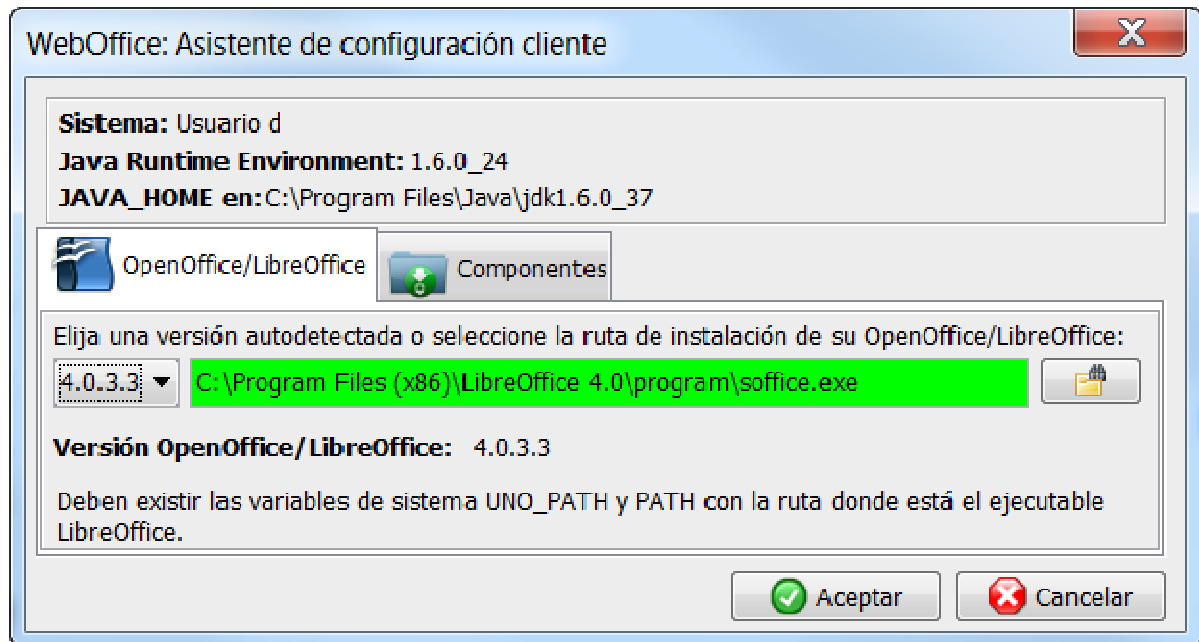 WebOffice: Asistente de configuración cliente
Sistema: Usuario d
Java Runtime Environment: 1.6.0_24
JAVA_HOME en:C:\Program Files\Java\jdk1.6.0_37
OpenOffice/LibreOffice
Componentes
Elija una versión autodetectada o seleccione la ruta de instalación de su OpenOffice/LibreOffice:
4.0.3.3 C:\Program Files (x86)\LibreOffice 4.0\program\soffice.exe
Versión OpenOffice/LibreOffice: 4.0.3.3
Deben existir las variables de sistema UNO_PATH y PATH con la ruta donde está el ejecutable
LibreOffice.
Aceptar
Cancelar